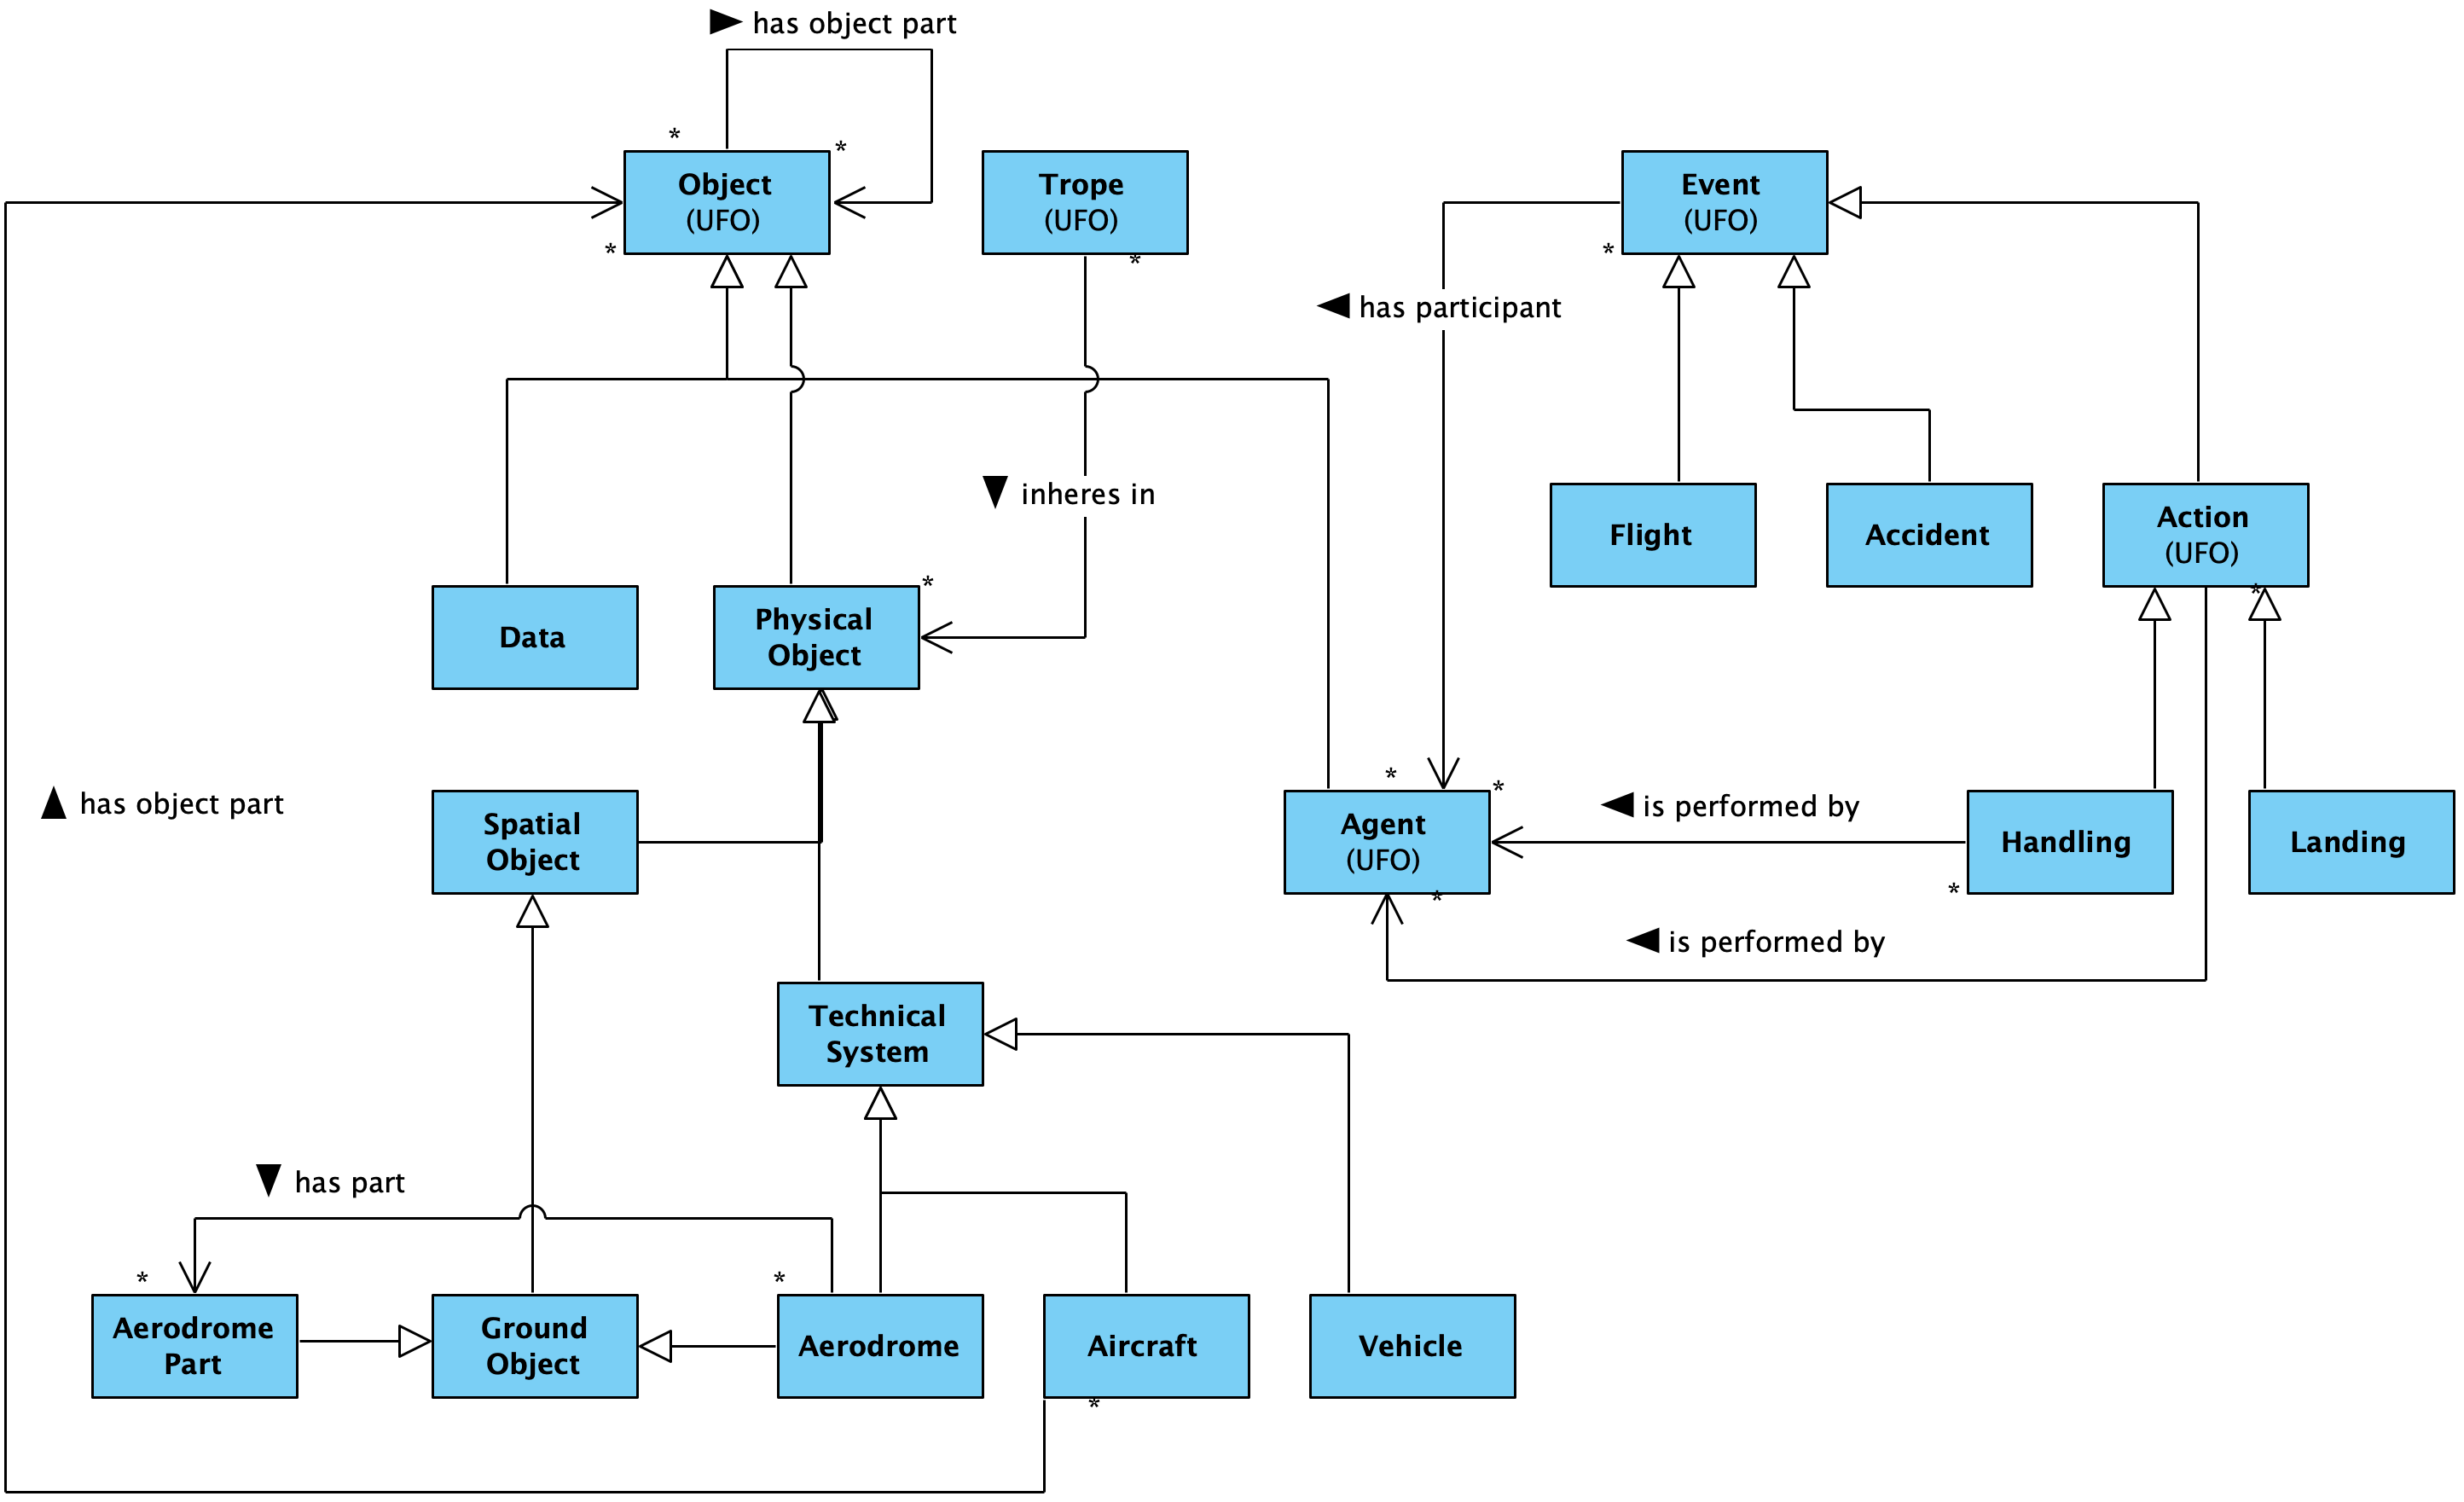 has object part
*
*
Object
(UFO)
*
Trope
(UFO)
*
Event
(UFO)
*
has participant
inheres in
Flight
Accident
Action
(UFO)
*
Data
Physical
Object
*
has object part
Spatial
Object
*
*
Agent
(UFO)
*
is performed by
Handling
*
Landing
is performed by
Technical
System
has part
*
*
Aerodrome
Part
Ground
Object
Aerodrome
Aircraft
*
Vehicle